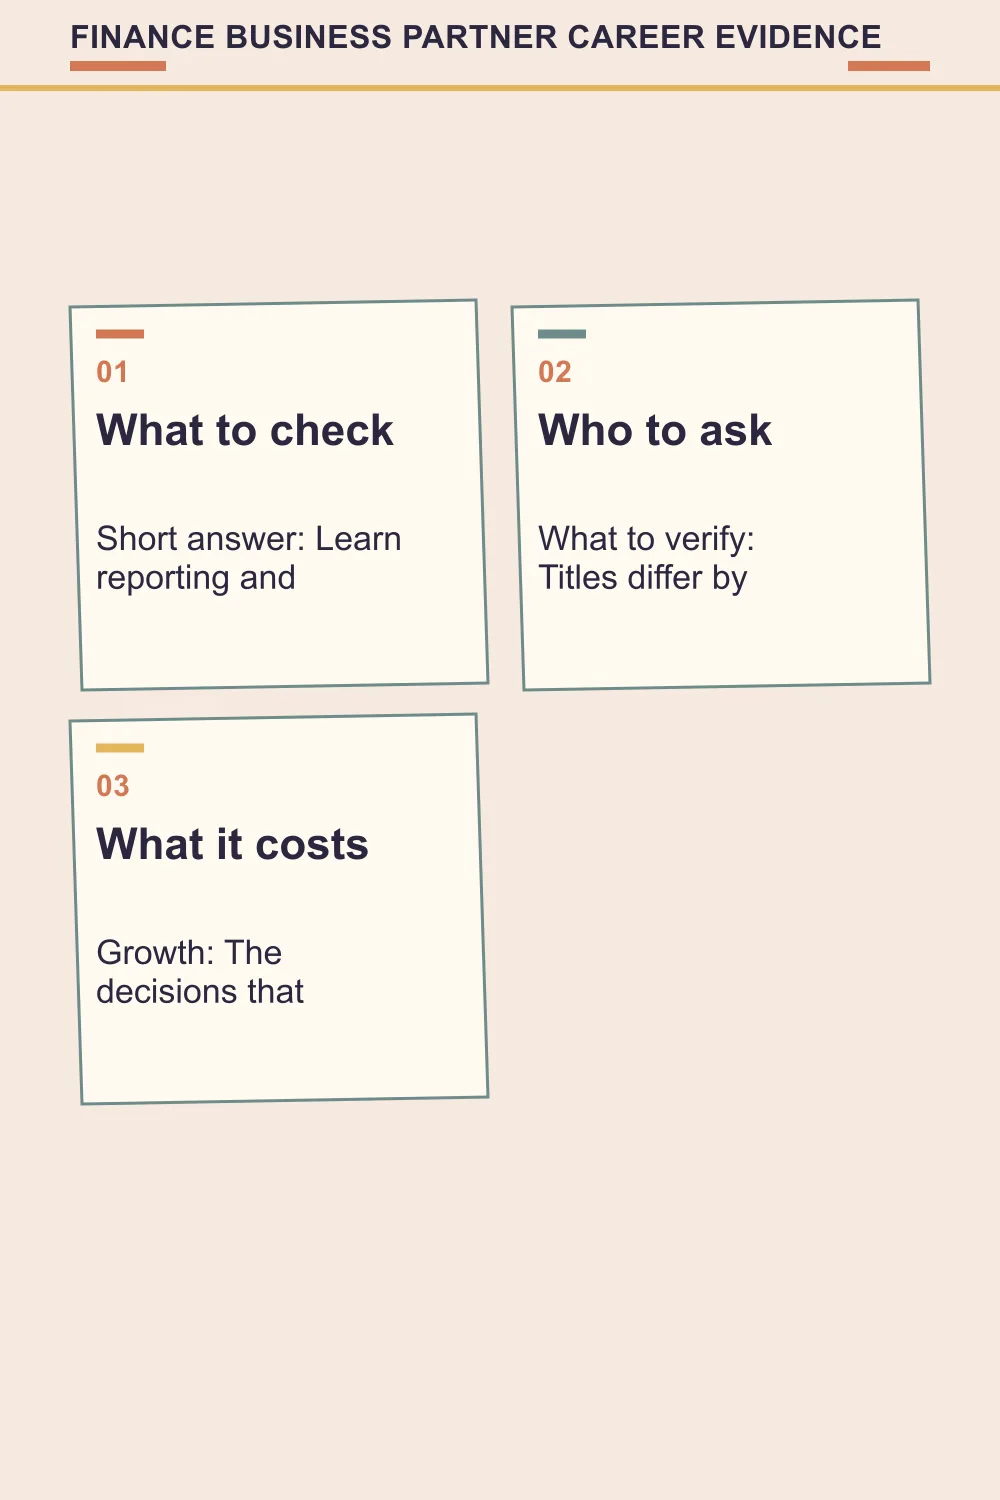 FINANCE BUSINESS PARTNER CAREER EVIDENCE
01
What to check
Short answer: Learn
reporting and
02
Who to ask
What to verify:
Titles differ by
03
What it costs
Growth: The
decisions that